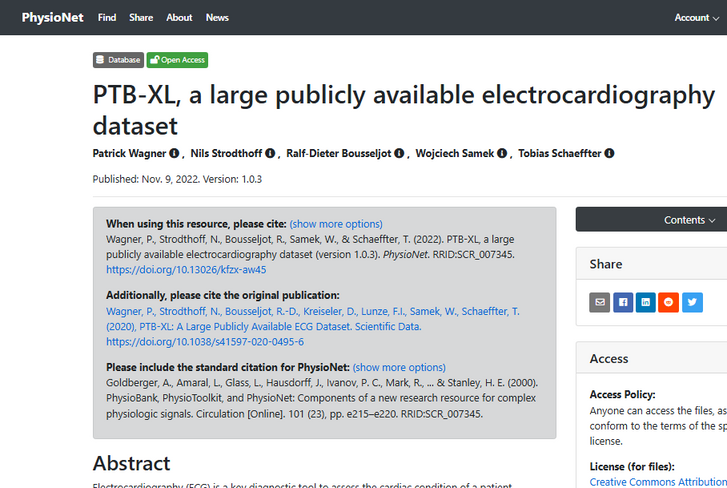 PhysioNet Find Share About News Account
Database Open Access
PTB-XL, a large publicly available electrocardiography
dataset
Patrick Wagner , Nils Strodthoff , Ralf-Dieter Bousseljot , Wojciech Samek , Tobias Schaeffter
Published: Nov. 9, 2022. Version: 1.0.3
When using this resource, please cite: (show more options)
Wagner, P., Strodthoff, N., Bousseljot, R., Samek, W., & Schaeffter, T. (2022). PTB-XL, a large
publicly available electrocardiography dataset (version 1.0.3). PhysioNet. RRID:SCR_007345.
https://doi.org/10.13026/kfzx-aw45
Additionally, please cite the original publication:
Wagner, P., Strodthoff, N., Bousseljot, R.-D., Kreiseler, D., Lunze, F.I., Samek, W., Schaeffter, T.
(2020), PTB-XL: A Large Publicly Available ECG Dataset. Scientific Data.
https://doi.org/10.1038/s41597-020-0495-6
Please include the standard citation for PhysioNet: (show more options)
Goldberger, A., Amaral, L., Glass, L., Hausdorff, J., Ivanov, P. C., Mark, R., ... & Stanley, H. E. (2000).
PhysioBank, PhysioToolkit, and PhysioNet: Components of a new research resource for complex
physiologic signals. Circulation [Online]. 101 (23), pp. e215–e220. RRID:SCR_007345.
Abstract
Electrocardiography (ECG) is a key diagnostic tool to assess the cardiac condition of a patient.
Contents
Share
Access
Access Policy:
Anyone can access the files, as
conform to the terms of the sp
license.
License (for files):
Creative Commons Attribution